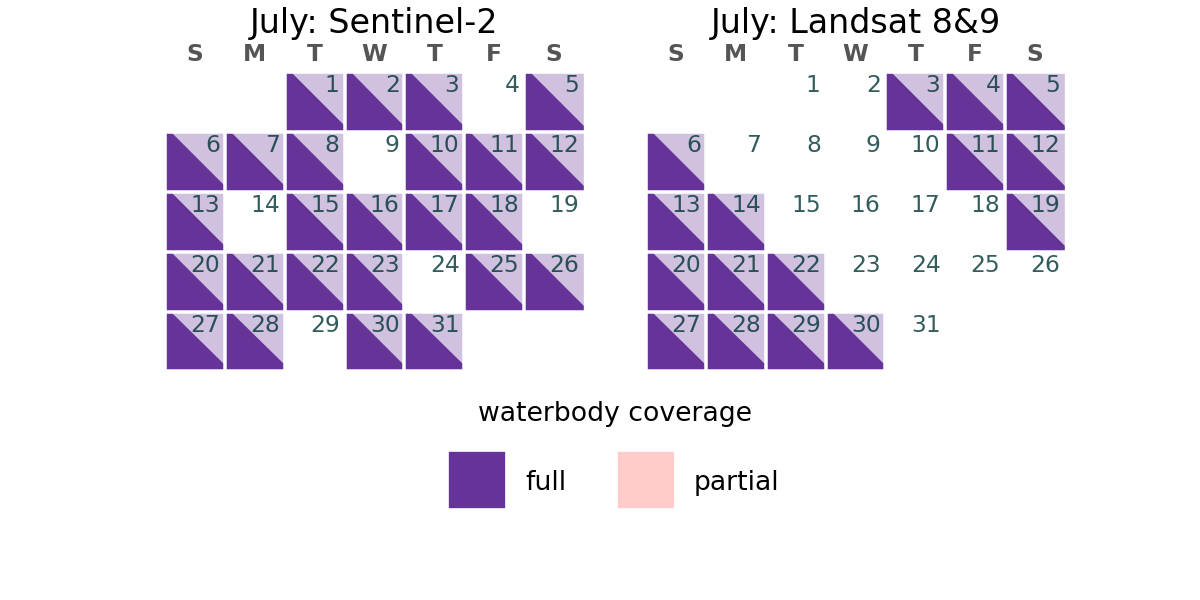 July: Sentinel-2
S M T W T F S
1 2 3 4 5
6 7 8 9 10 11 12
13 14 15 16 17 18 19
20 21 22 23 24 25 26
27 28 29 30 31
July: Landsat 8&9
S M T W T F S
1 2 3 4 5
6 7 8 9 10 11 12
13 14 15 16 17 18 19
20 21 22 23 24 25 26
27 28 29 30 31
waterbody coverage
full partial